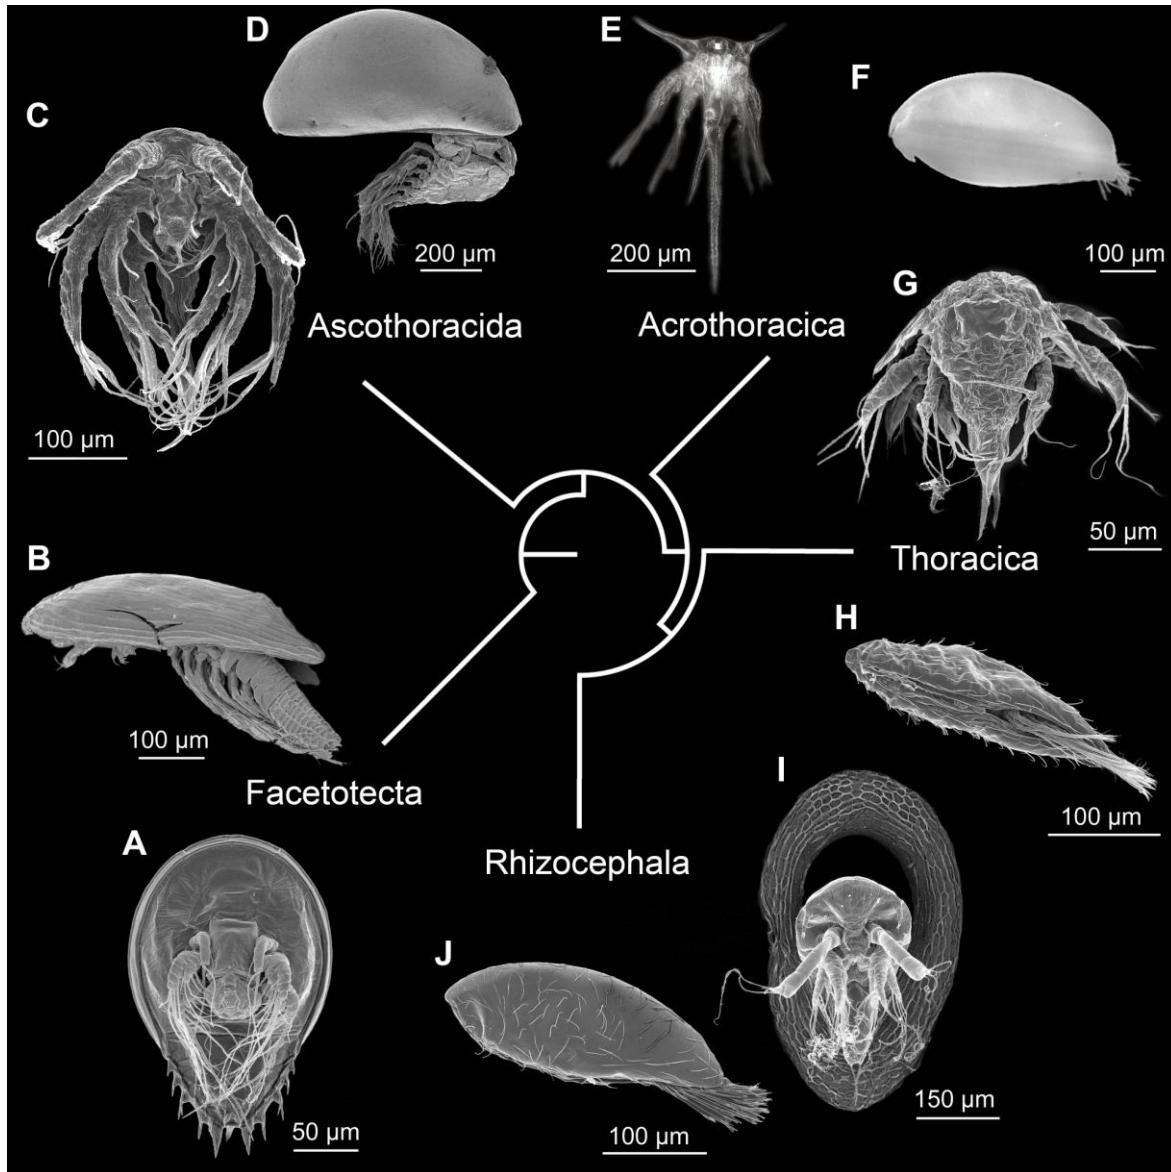 D
E
F
C
200 µm
200 µm
100 µm
G
Ascothoracida
Acrothoracica
100 µm
50 µm
Thoracica
B
H
100 µm
Facetotecta
I
100 µm
A
Rhizocephala
J
50 µm
150 µm
100 µm